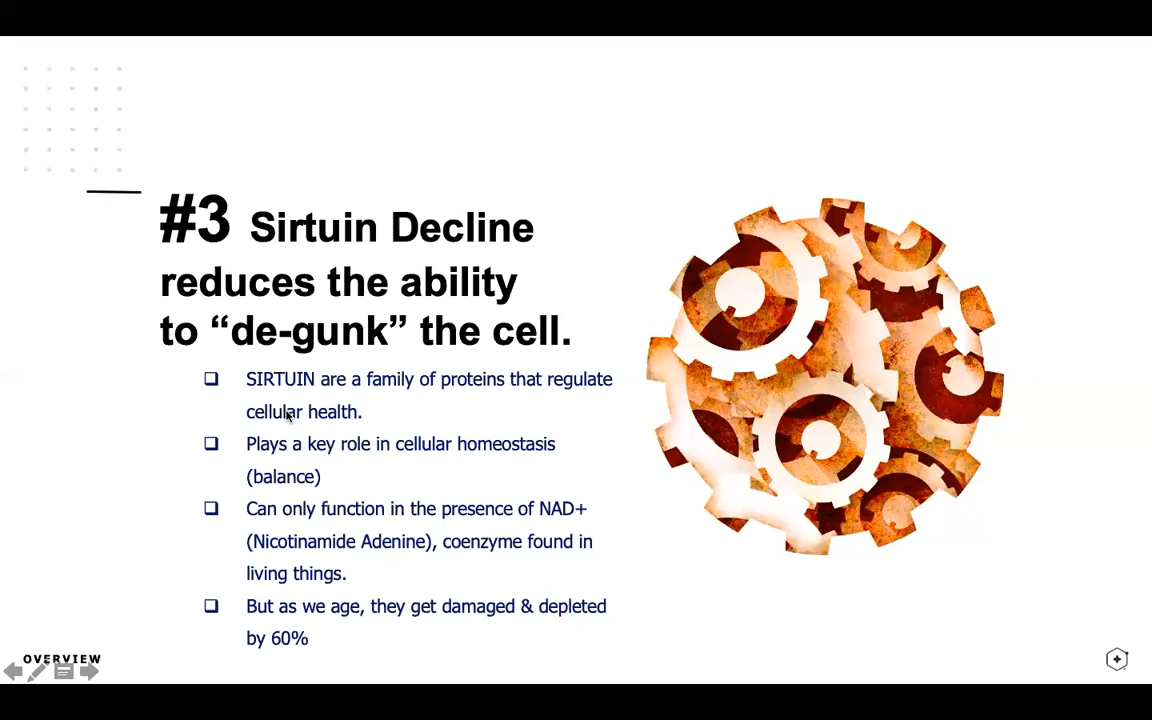 #3 Sirtuin Decline
reduces the ability
to “de-gunk” the cell.
❑ SIRTUIN are a family of proteins that regulate
cellular health.
❑ Plays a key role in cellular homeostasis
(balance)
❑ Can only function in the presence of NAD+
(Nicotinamide Adenine), coenzyme found in
living things.
❑ But as we age, they get damaged & depleted
by 60%
OVERVIEW